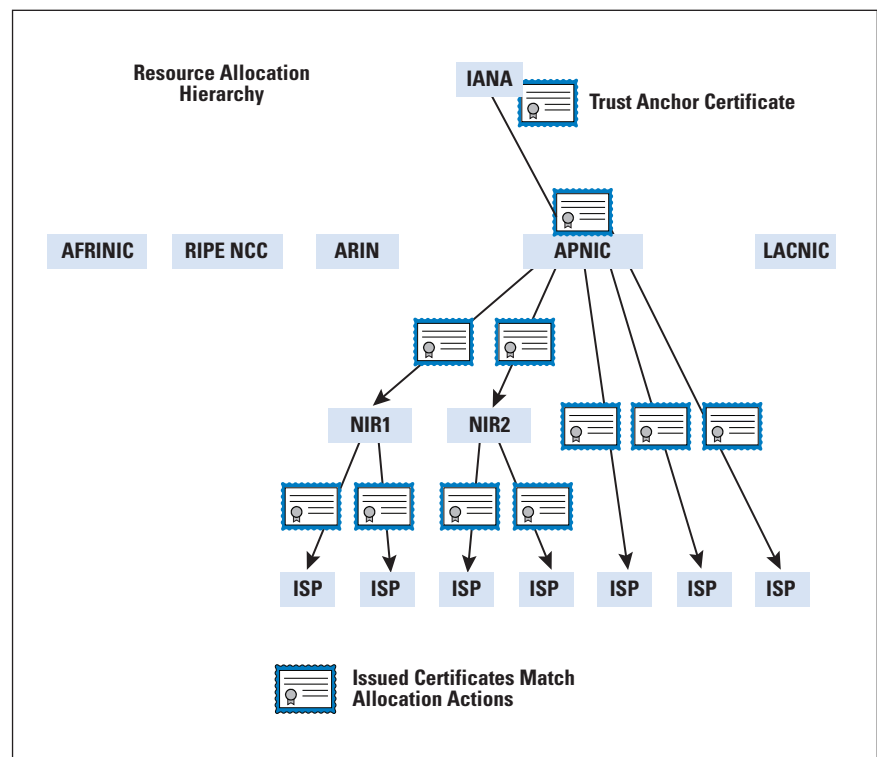 Resource Allocation
Hierarchy
IANA
Trust Anchor Certificate
AFRINIC
RIPE NCC
ARIN
APNIC
LACNIC
NIR1
NIR2
ISP
ISP
ISP
ISP
ISP
ISP
ISP
Issued Certificates Match
Allocation Actions